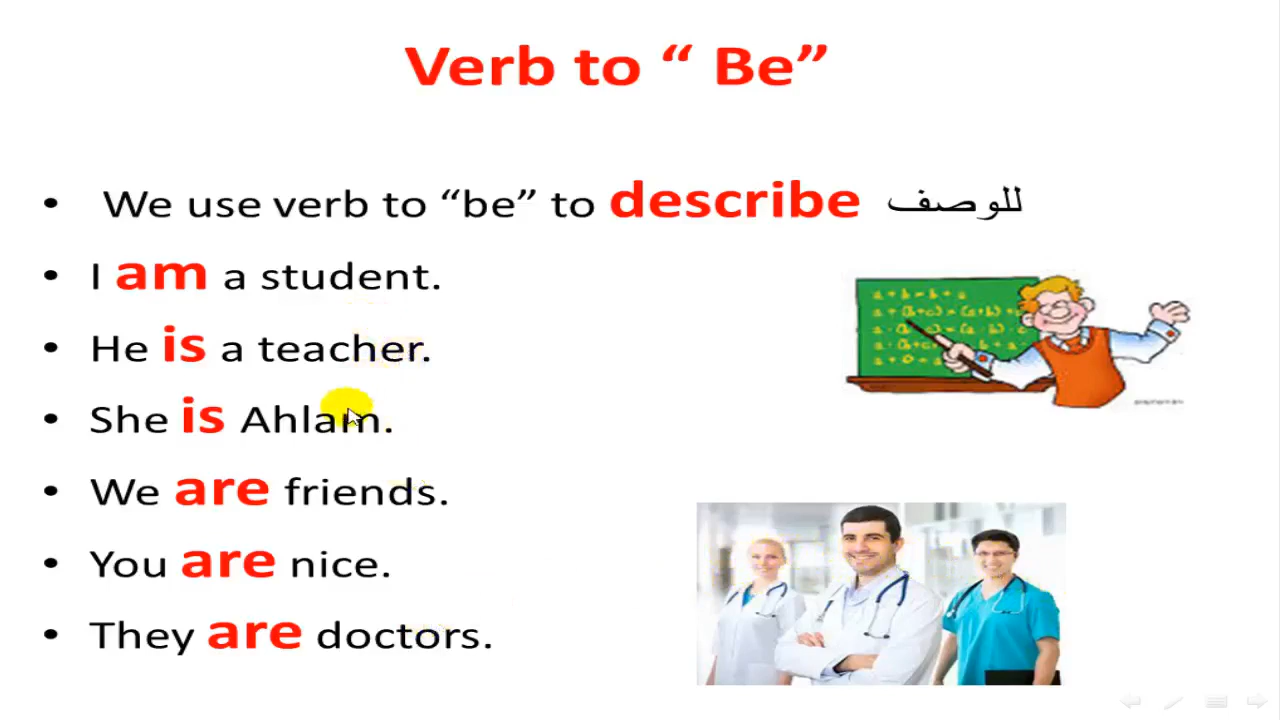 Verb to “ Be”
• We use verb to “be” to describe للوصف
• I am a student.
• He is a teacher.
• She is Ahlam.
• We are friends.
• You are nice.
• They are doctors.